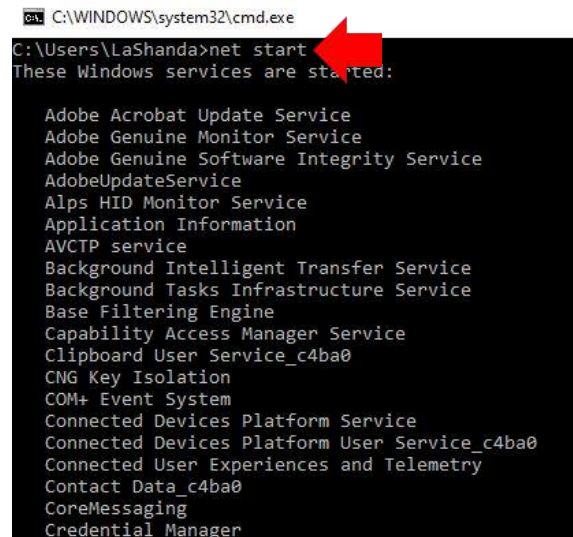 C:\WINDOWS\system32\cmd.exe
C:\Users\LaShanda>net start
These Windows services are started:
Adobe Acrobat Update Service
Adobe Genuine Monitor Service
Adobe Genuine Software Integrity Service
AdobeUpdateService
Alps HID Monitor Service
Application Information
AVCTP service
Background Intelligent Transfer Service
Background Tasks Infrastructure Service
Base Filtering Engine
Capability Access Manager Service
Clipboard User Service_c4ba0
CNG Key Isolation
COM+ Event System
Connected Devices Platform Service
Connected Devices Platform User Service_c4ba0
Connected User Experiences and Telemetry
Contact Data_c4ba0
CoreMessaging
Credential Manager